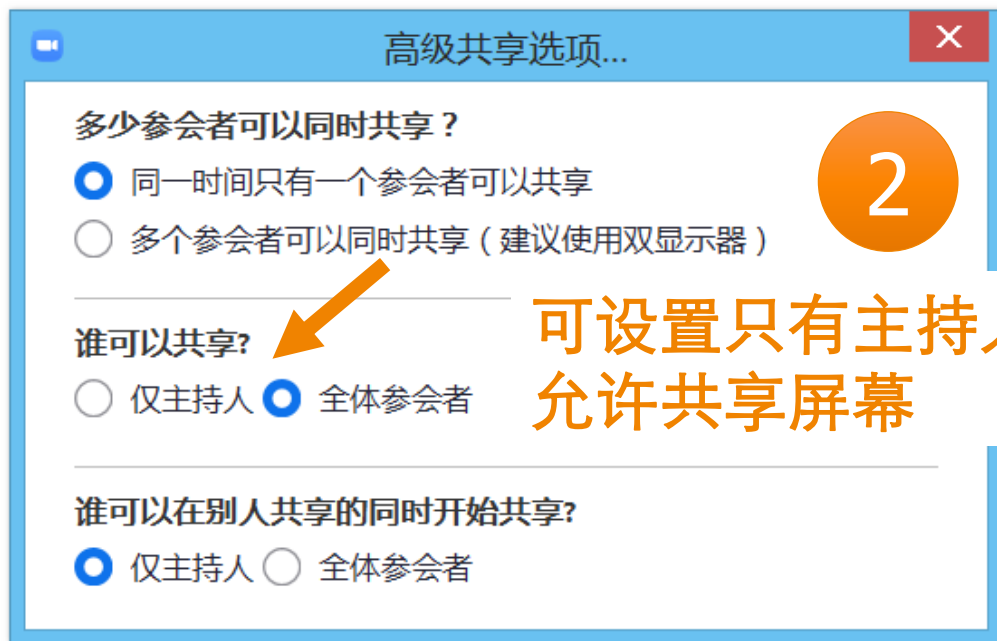 高级共享选项...
多少参会者可以同时共享？
同一时间只有一个参会者可以共享
2
多个参会者可以同时共享（建议使用双显示器）
可设置只有主持
允许共享屏幕
谁可以共享?
仅主持人 全体参会者
谁可以在别人共享的同时开始共享?
仅主持人 全体参会者